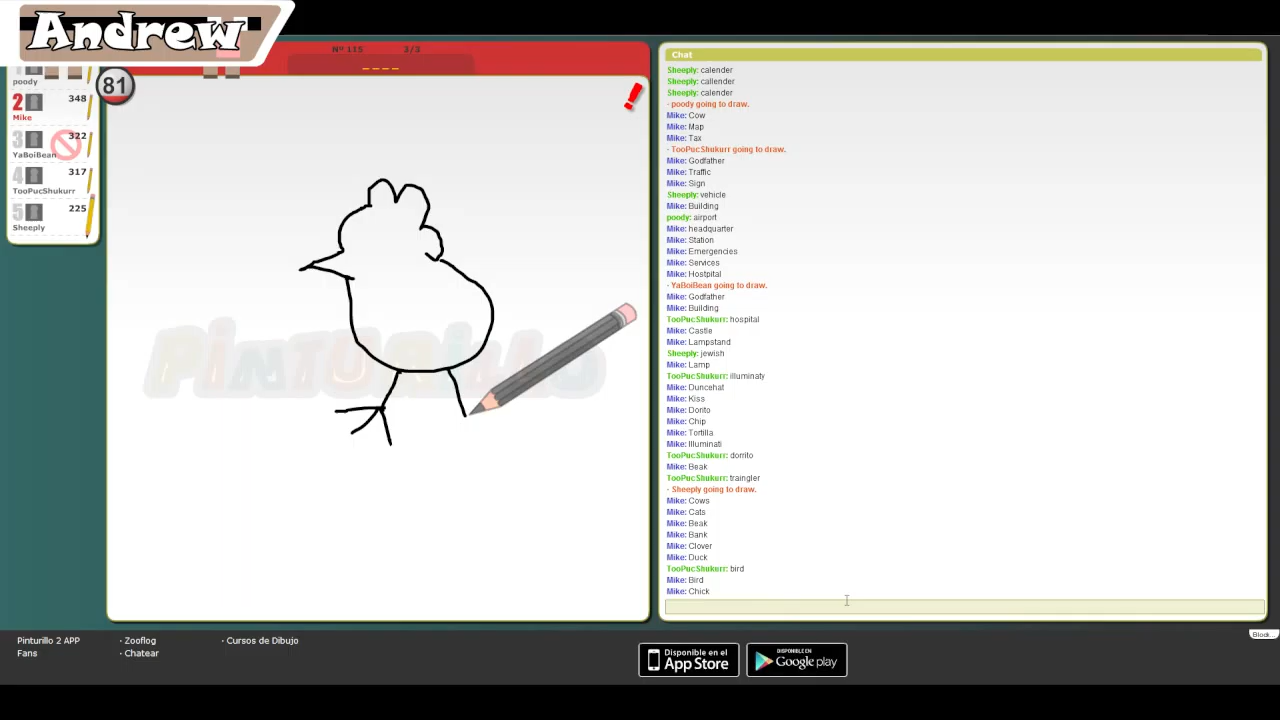 Andrew
Nº 115
3/3
_ _ _ _
81
1
poody
2
348
Mike
3
322
YaBoiBean
4
317
TooPucShukurr
5
225
Sheeply
PINTURILLO
Chat
Sheeply: calender
Sheeply: callender
Sheeply: calender
· poody going to draw.
Mike: Cow
Mike: Map
Mike: Tax
· TooPucShukurr going to draw.
Mike: Godfather
Mike: Traffic
Mike: Sign
Sheeply: vehicle
Mike: Building
poody: airport
Mike: headquarter
Mike: Station
Mike: Emergencies
Mike: Services
Mike: Hostpital
· YaBoiBean going to draw.
Mike: Godfather
Mike: Building
TooPucShukurr: hospital
Mike: Castle
Mike: Lampstand
Sheeply: jewish
Mike: Lamp
TooPucShukurr: illuminaty
Mike: Duncehat
Mike: Kiss
Mike: Dorito
Mike: Chip
Mike: Tortilla
Mike: Illuminati
TooPucShukurr: dorrito
Mike: Beak
TooPucShukurr: traingler
· Sheeply going to draw.
Mike: Cows
Mike: Cats
Mike: Beak
Mike: Bank
Mike: Clover
Mike: Duck
TooPucShukurr: bird
Mike: Bird
Mike: Chick
Pinturillo 2 APP
· Zooflog
· Cursos de Dibujo
Fans
· Chatear
Disponible en el
App Store
DISPONIBLE EN
Google play